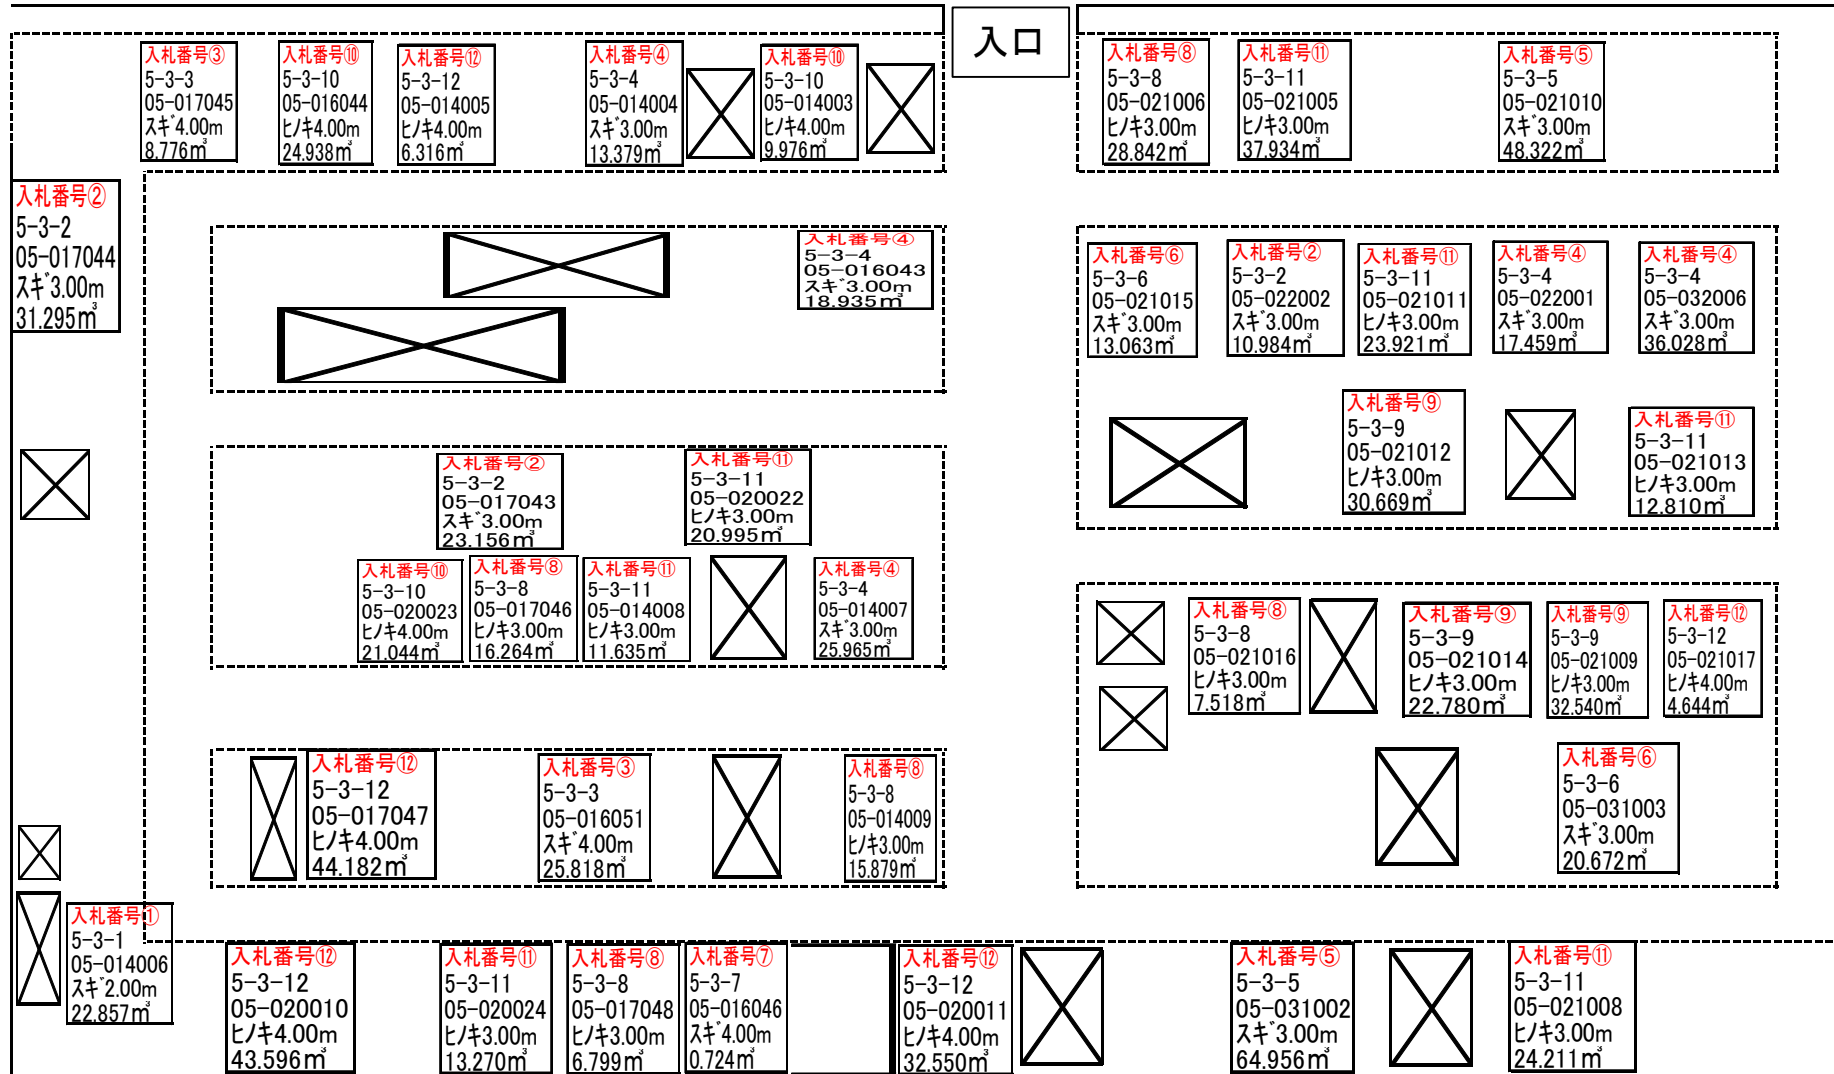 入口
入札番号③
5-3-3
05-017045
スギ4.00m
8.776㎥
入札番号⑩
5-3-10
05-016044
ヒノキ4.00m
24.938㎥
入札番号⑫
5-3-12
05-014005
ヒノキ4.00m
6.316㎥
入札番号④
5-3-4
05-014004
スギ3.00m
13.379㎥
入札番号⑩
5-3-10
05-014003
ヒノキ4.00m
9.976㎥
入札番号⑧
5-3-8
05-021006
ヒノキ3.00m
28.842㎥
入札番号⑪
5-3-11
05-021005
ヒノキ3.00m
37.934㎥
入札番号⑤
5-3-5
05-021010
スギ3.00m
48.322㎥
入札番号②
5-3-2
05-017044
スギ3.00m
31.295㎥
入札番号④
5-3-4
05-016043
スギ3.00m
18.935㎥
入札番号⑥
5-3-6
05-021015
スギ3.00m
13.063㎥
入札番号②
5-3-2
05-022002
スギ3.00m
10.984㎥
入札番号⑪
5-3-11
05-021011
ヒノキ3.00m
23.921㎥
入札番号④
5-3-4
05-022001
スギ3.00m
17.459㎥
入札番号④
5-3-4
05-032006
スギ3.00m
36.028㎥
入札番号⑨
5-3-9
05-021012
ヒノキ3.00m
30.669㎥
入札番号⑪
5-3-11
05-021013
ヒノキ3.00m
12.810㎥
入札番号②
5-3-2
05-017043
スギ3.00m
23.156㎥
入札番号⑪
5-3-11
05-020022
ヒノキ3.00m
20.995㎥
入札番号⑩
5-3-10
05-020023
ヒノキ4.00m
21.044㎥
入札番号⑧
5-3-8
05-017046
ヒノキ3.00m
16.264㎥
入札番号⑪
5-3-11
05-014008
ヒノキ3.00m
11.635㎥
入札番号④
5-3-4
05-014007
スギ3.00m
25.965㎥
入札番号⑧
5-3-8
05-021016
ヒノキ3.00m
7.518㎥
入札番号⑨
5-3-9
05-021014
ヒノキ3.00m
22.780㎥
入札番号⑨
5-3-9
05-021009
ヒノキ3.00m
32.540㎥
入札番号⑫
5-3-12
05-021017
ヒノキ4.00m
4.644㎥
入札番号⑫
5-3-12
05-017047
ヒノキ4.00m
44.182㎥
入札番号③
5-3-3
05-016051
スギ4.00m
25.818㎥
入札番号⑧
5-3-8
05-014009
ヒノキ3.00m
15.879㎥
入札番号⑥
5-3-6
05-031003
スギ3.00m
20.672㎥
入札番号①
5-3-1
05-014006
スギ2.00m
22.857㎥
入札番号⑫
5-3-12
05-020010
ヒノキ4.00m
43.596㎥
入札番号⑪
5-3-11
05-020024
ヒノキ3.00m
13.270㎥
入札番号⑧
5-3-8
05-017048
ヒノキ3.00m
6.799㎥
入札番号⑦
5-3-7
05-016046
スギ4.00m
0.724㎥
入札番号⑫
5-3-12
05-020011
ヒノキ4.00m
32.550㎥
入札番号⑤
5-3-5
05-031002
スギ3.00m
64.956㎥
入札番号⑪
5-3-11
05-021008
ヒノキ3.00m
24.211㎥